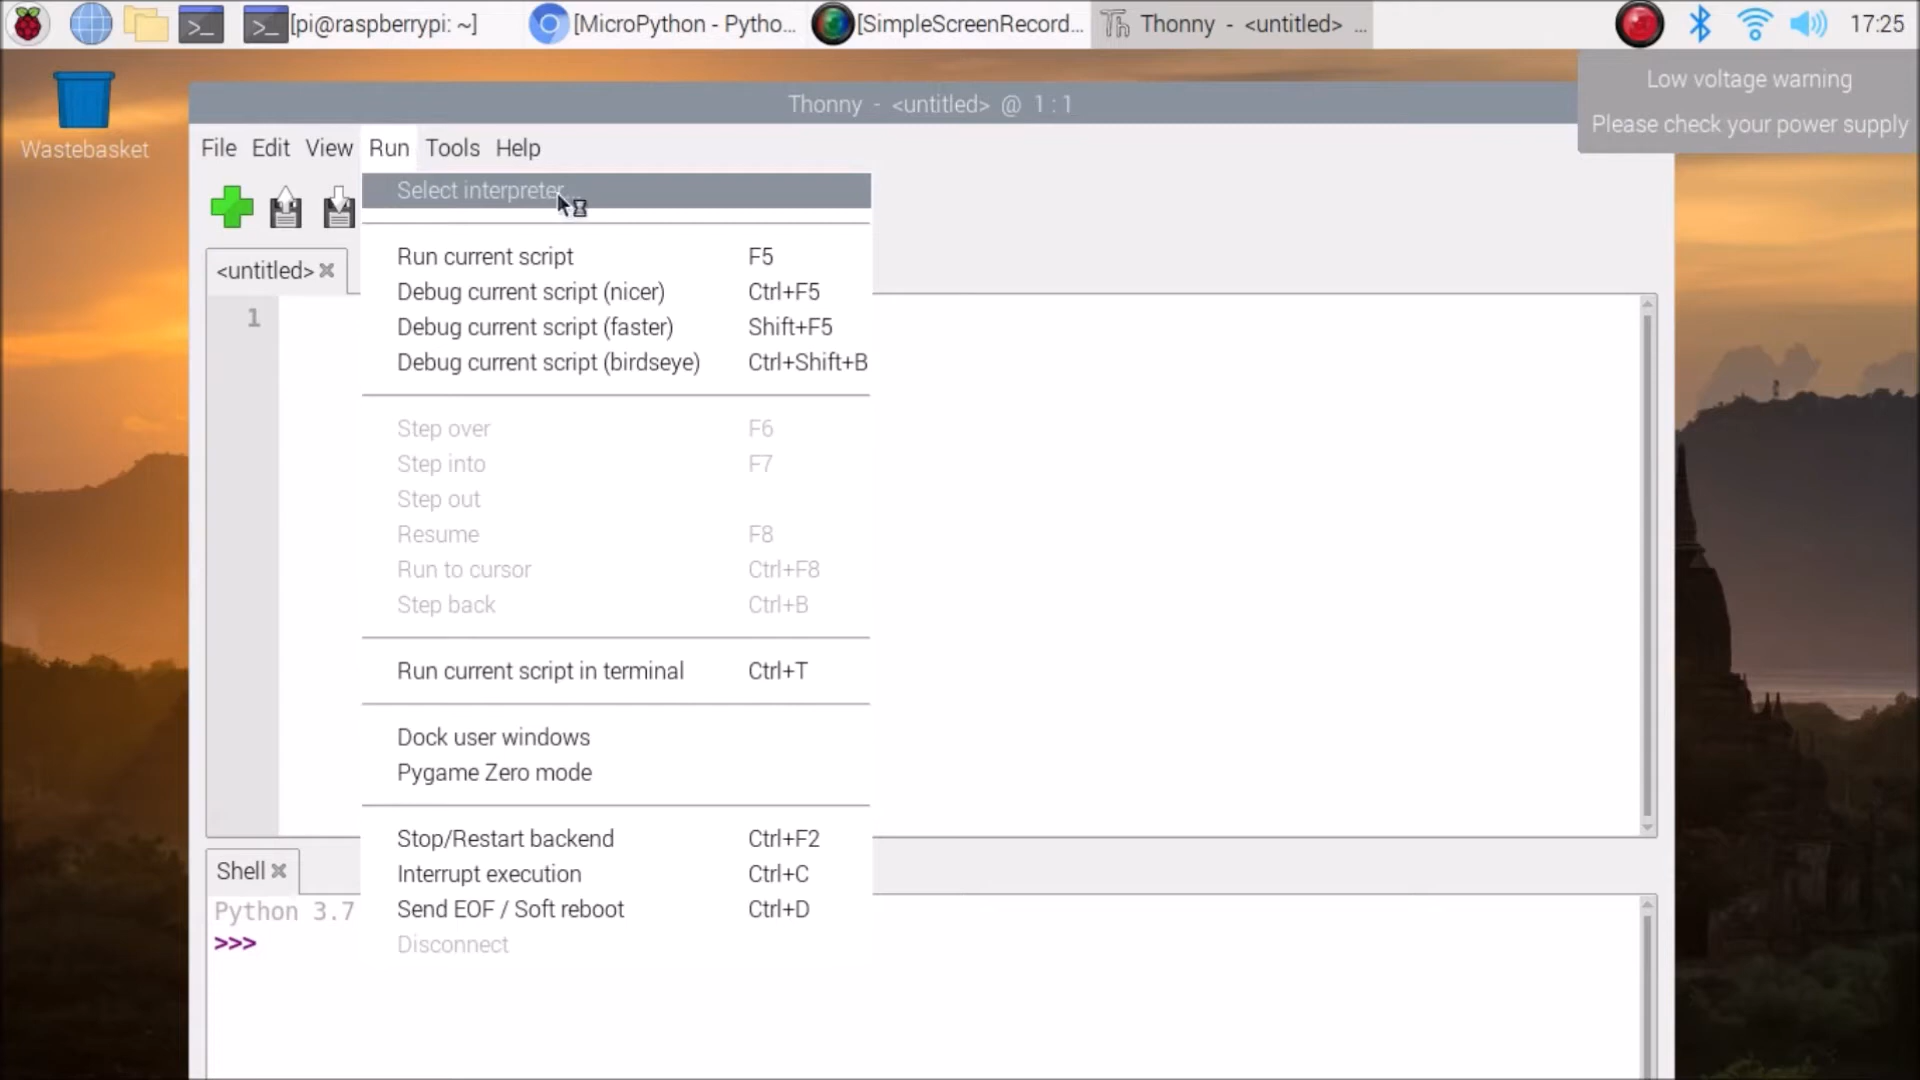 [pi@raspberrypi: ~]
[MicroPython - Pytho...
[SimpleScreenRecord...
Thonny - <untitled> ...
17:25
Low voltage warning
Please check your power supply
Wastebasket
Thonny - <untitled> @ 1 : 1
File Edit View Run Tools Help
Select interpreter...
Run current script F5
Debug current script (nicer) Ctrl+F5
Debug current script (faster) Shift+F5
Debug current script (birdseye) Ctrl+Shift+B
Step over F6
Step into F7
Step out
Resume F8
Run to cursor Ctrl+F8
Step back Ctrl+B
Run current script in terminal Ctrl+T
Dock user windows
Pygame Zero mode
Stop/Restart backend Ctrl+F2
Interrupt execution Ctrl+C
Send EOF / Soft reboot Ctrl+D
Disconnect
<untitled>
1
Shell
Python 3.7
>>>